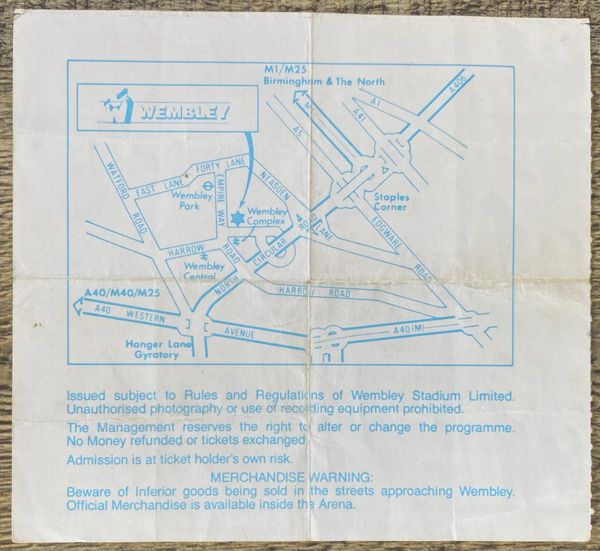 M1/M25
Birmingham & The North
A406
WEMBLEY
M1
A1
A41
A5
WATFORD ROAD
EAST LANE
FORTY LANE
NEASDEN LANE
Wembley Park
EMPIRE WAY
Wembley Complex
Staples Corner
EDGWARE ROAD
HARROW ROAD
Wembley Central
NORTH CIRCULAR ROAD
HARROW ROAD
A40/M40/M25
A40 WESTERN AVENUE
A40(M)
Hanger Lane
Gyratory
Issued subject to Rules and Regulations of Wembley Stadium Limited.
Unauthorised photography or use of recording equipment prohibited.
The Management reserves the right to alter or change the programme.
No Money refunded or tickets exchanged.
Admission is at ticket holder's own risk.
MERCHANDISE WARNING:
Beware of Inferior goods being sold in the streets approaching Wembley.
Official Merchandise is available inside the Arena.